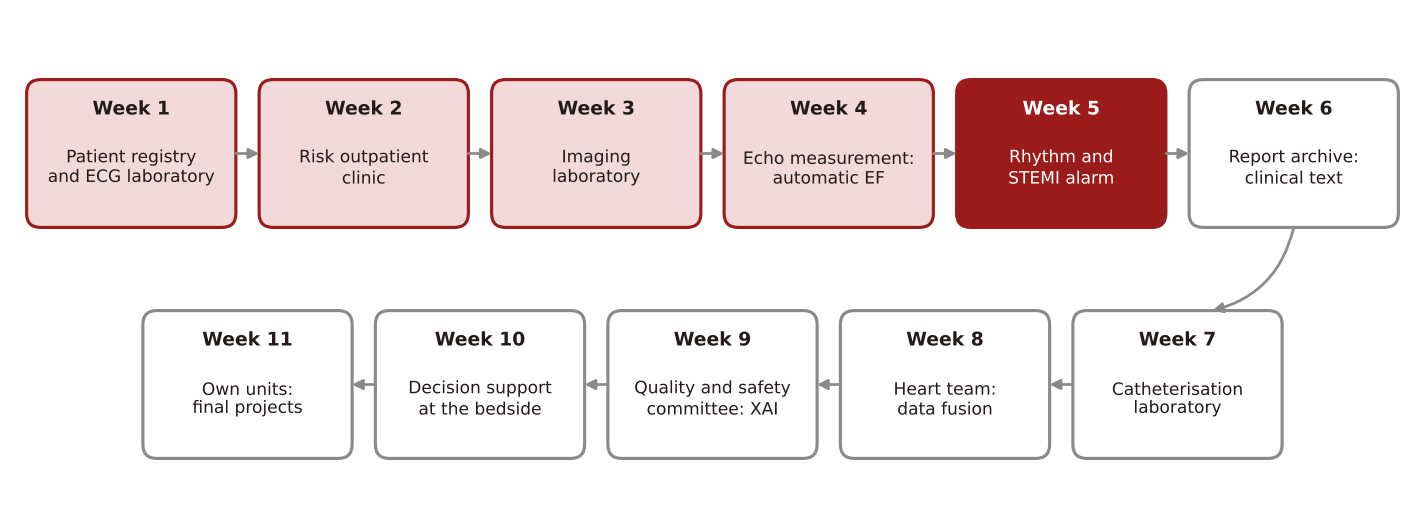 Week 1
Patient registry
and ECG laboratory
Week 2
Risk outpatient
clinic
Week 3
Imaging
laboratory
Week 4
Echo measurement:
automatic EF
Week 5
Rhythm and
STEMI alarm
Week 6
Report archive:
clinical text
Week 7
Catheterisation
laboratory
Week 8
Heart team:
data fusion
Week 9
Quality and safety
committee: XAI
Week 10
Decision support
at the bedside
Week 11
Own units:
final projects